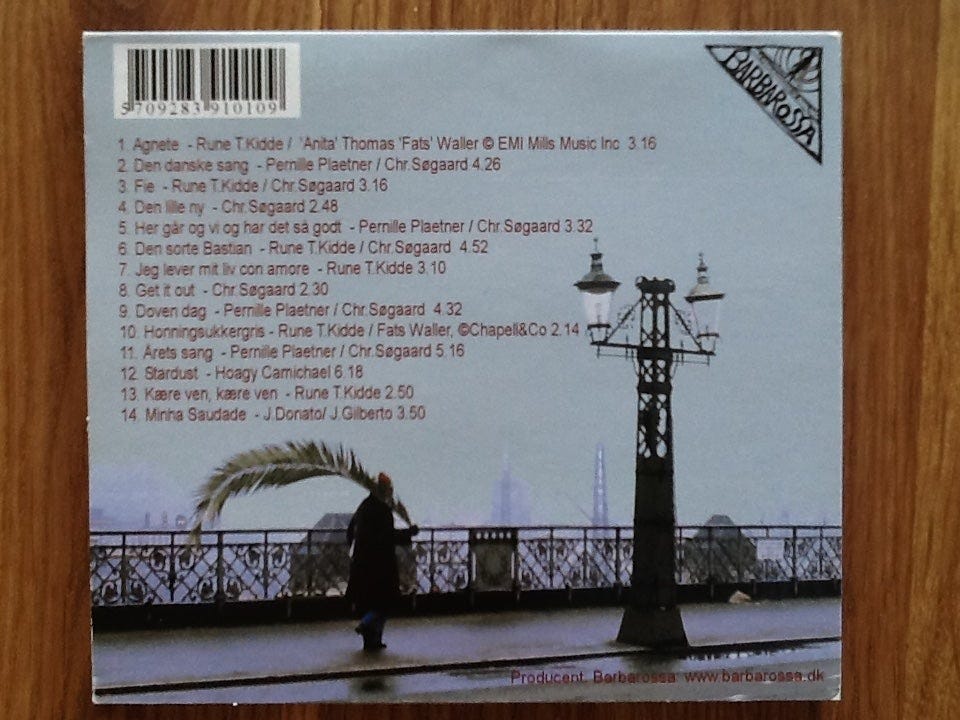 5 709283 910109
BARBAROSSA
1. Agnete - Rune T.Kidde / 'Anita' Thomas 'Fats' Waller © EMI Mills Music Inc 3.16
2. Den danske sang - Pernille Plaetner / Chr.Søgaard 4.26
3. Fie - Rune T.Kidde / Chr.Søgaard 3.16
4. Den lille ny - Chr.Søgaard 2.48
5. Her går og vi og har det så godt - Pernille Plaetner / Chr.Søgaard 3.32
6. Den sorte Bastian - Rune T.Kidde / Chr.Søgaard 4.52
7. Jeg lever mit liv con amore - Rune T.Kidde 3.10
8. Get it out - Chr.Søgaard 2.30
9. Doven dag - Pernille Plaetner / Chr.Søgaard 4.32
10. Honningsukkergris - Rune T.Kidde / Fats Waller, ©Chapell&Co 2.14
11. Årets sang - Pernille Plaetner / Chr.Søgaard 5.16
12. Stardust - Hoagy Carmichael 6.18
13. Kære ven, kære ven - Rune T.Kidde 2.50
14. Minha Saudade - J.Donato/ J.Gilberto 3.50
Producent Barbarossa www.barbarossa.dk